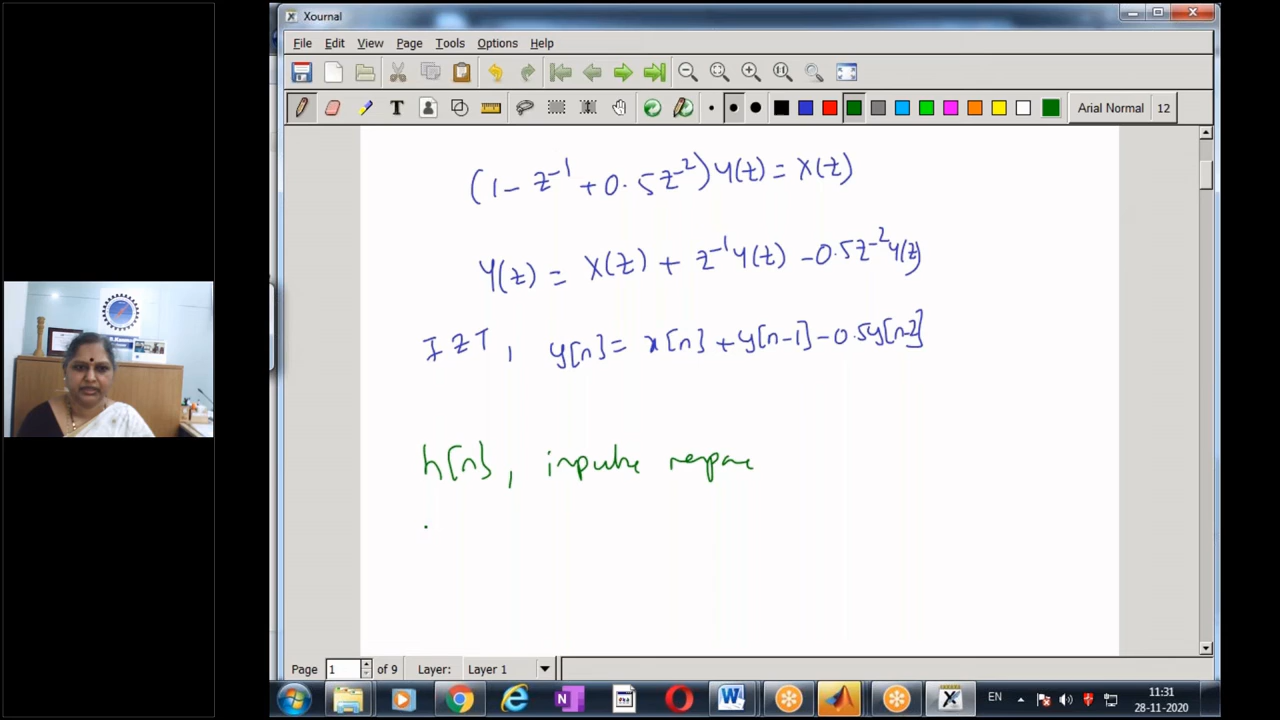 Xournal
File Edit View Page Tools Options Help
Arial Normal 12
(1 - z⁻¹ + 0.5z⁻²) Y(z) = X(z)
Y(z) = X(z) + z⁻¹Y(z) - 0.5z⁻²Y(z)
IZT, y[n] = x[n] + y[n-1] - 0.5y[n-2]
h[n], impulse response
Page 1 of 9 Layer: Layer 1
EN 11:31
28-11-2020